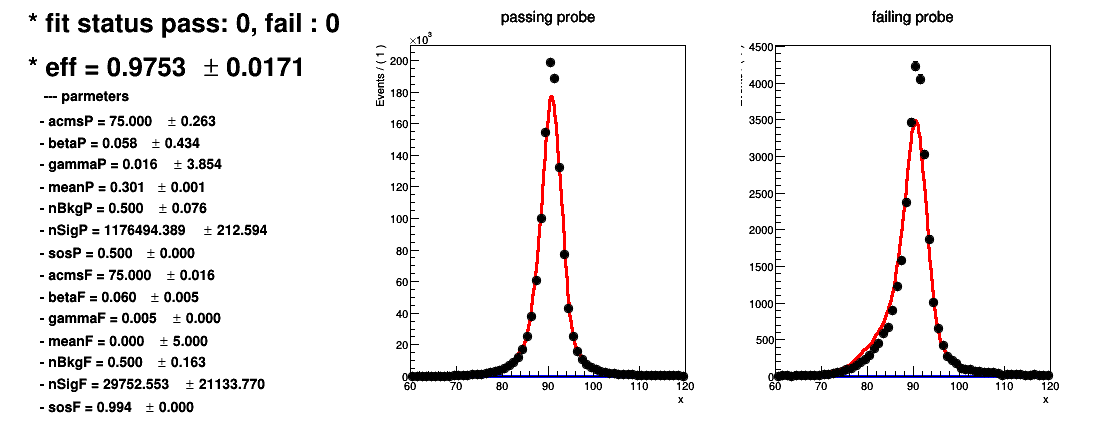 * fit status pass: 0, fail : 0
* eff = 0.9753 ± 0.0171
--- parmeters
- acmsP = 75.000 ± 0.263
- betaP = 0.058 ± 0.434
- gammaP = 0.016 ± 3.854
- meanP = 0.301 ± 0.001
- nBkgP = 0.500 ± 0.076
- nSigP = 1176494.389 ± 212.594
- sosP = 0.500 ± 0.000
- acmsF = 75.000 ± 0.016
- betaF = 0.060 ± 0.005
- gammaF = 0.005 ± 0.000
- meanF = 0.000 ± 5.000
- nBkgF = 0.500 ± 0.163
- nSigF = 29752.553 ± 21133.770
- sosF = 0.994 ± 0.000
passing probe
×10³
Events / ( 1 )
200
180
160
140
120
100
80
60
40
20
0
60 70 80 90 100 110 120
x
failing probe
4500
4000
3500
3000
2500
2000
1500
1000
500
0
60 70 80 90 100 110 120
x